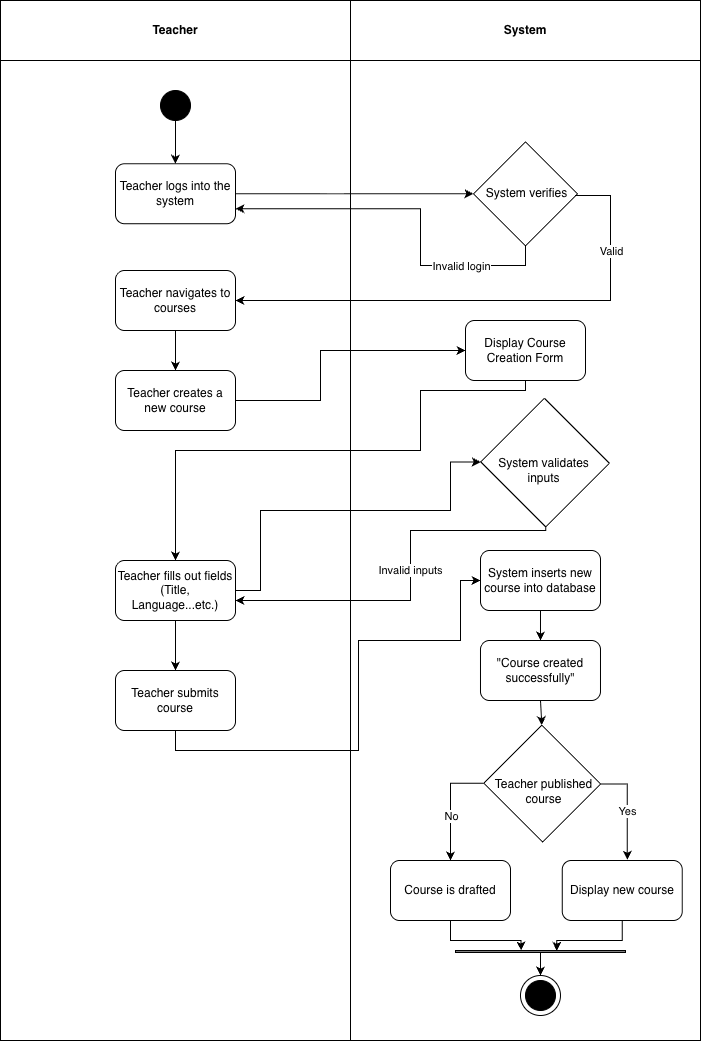 Teacher
System
Teacher logs into the
system
System verifies
Invalid login
Valid
Teacher navigates to
courses
Display Course
Creation Form
Teacher creates a
new course
System validates
inputs
Teacher fills out fields
(Title,
Language...etc.)
Invalid inputs
System inserts new
course into database
Teacher submits
course
"Course created
successfully"
Teacher published
course
No
Yes
Course is drafted
Display new course